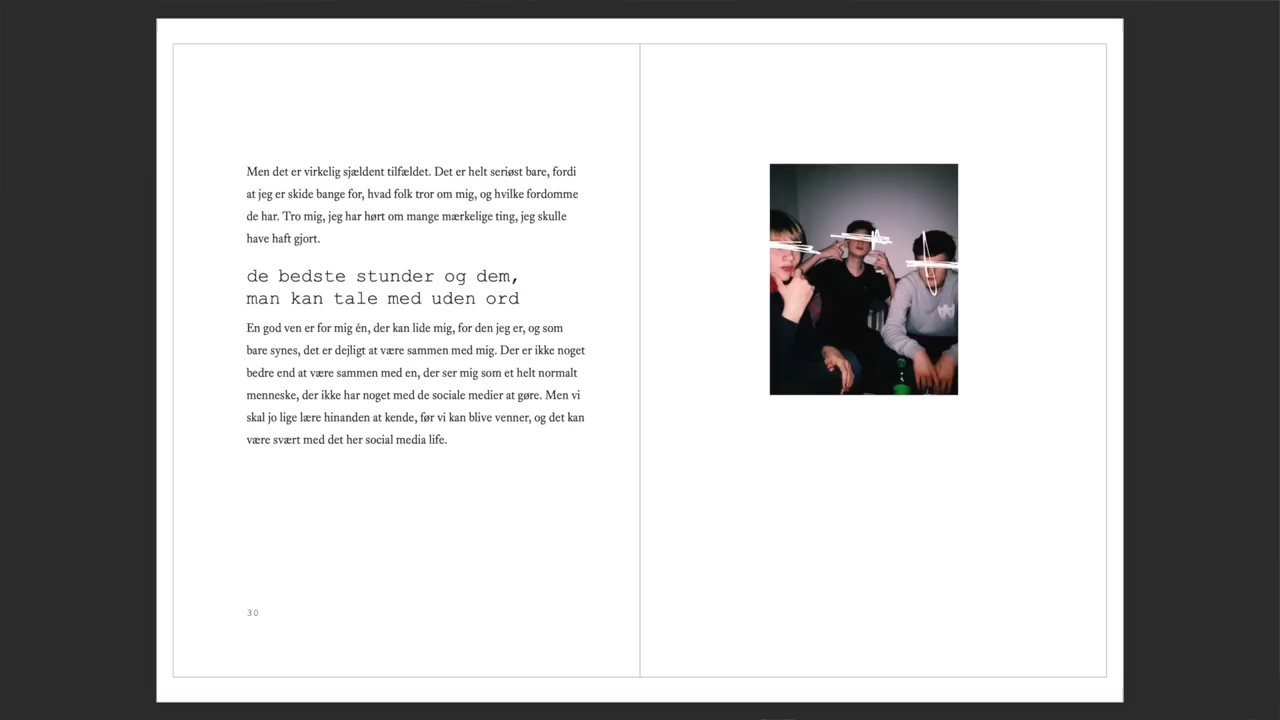 Men det er virkelig sjældent tilfældet. Det er helt seriøst bare, fordi
at jeg er skide bange for, hvad folk tror om mig, og hvilke fordomme
de har. Tro mig, jeg har hørt om mange mærkelige ting, jeg skulle
have haft gjort.
de bedste stunder og dem,
man kan tale med uden ord
En god ven er for mig én, der kan lide mig, for den jeg er, og som
bare synes, det er dejligt at være sammen med mig. Der er ikke noget
bedre end at være sammen med en, der ser mig som et helt normalt
menneske, der ikke har noget med de sociale medier at gøre. Men vi
skal jo lige lære hinanden at kende, før vi kan blive venner, og det kan
være svært med det her social media life.
30